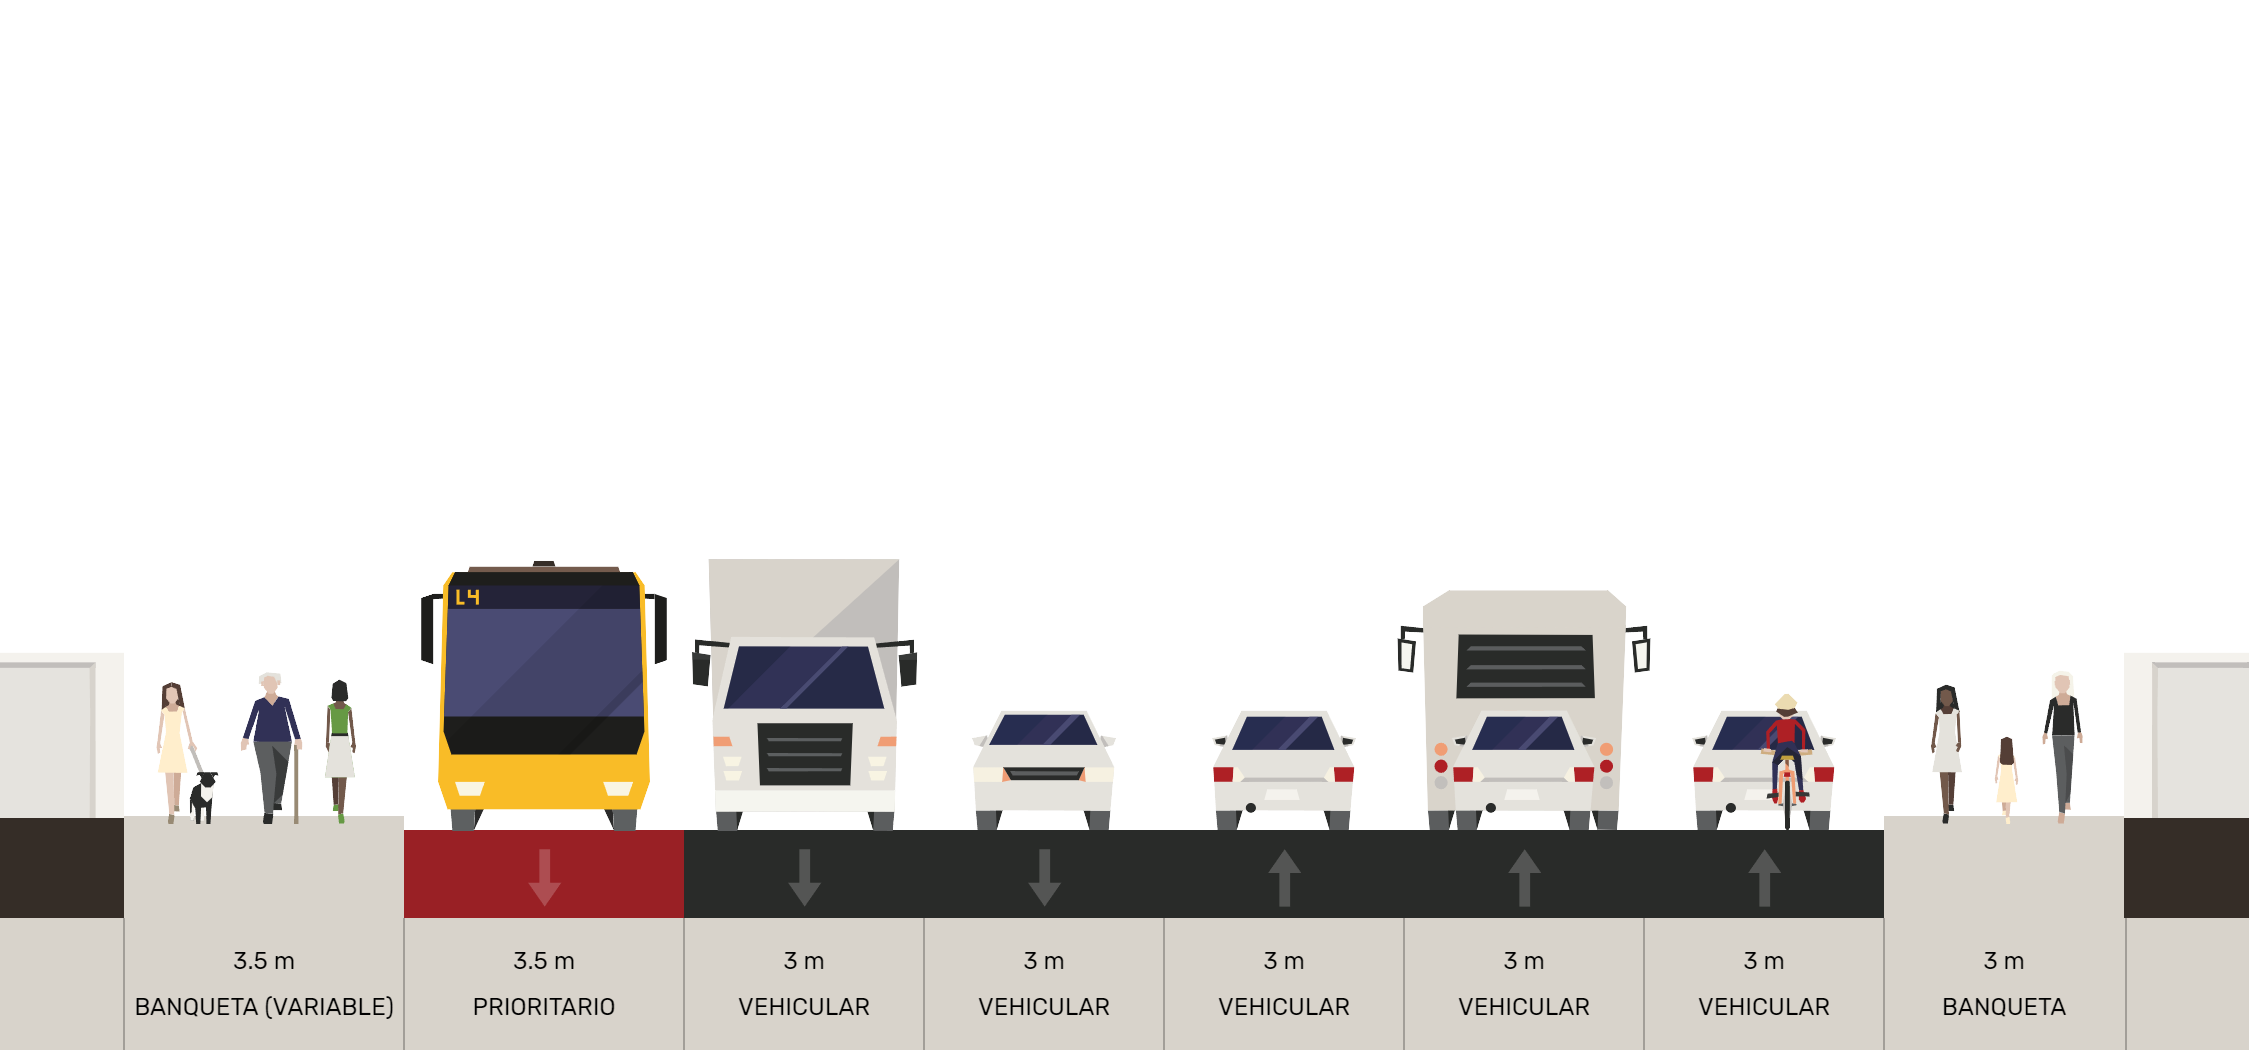 L4
3.5 m
BANQUETA (VARIABLE)
3.5 m
PRIORITARIO
3 m
VEHICULAR
3 m
VEHICULAR
3 m
VEHICULAR
3 m
VEHICULAR
3 m
VEHICULAR
3 m
BANQUETA